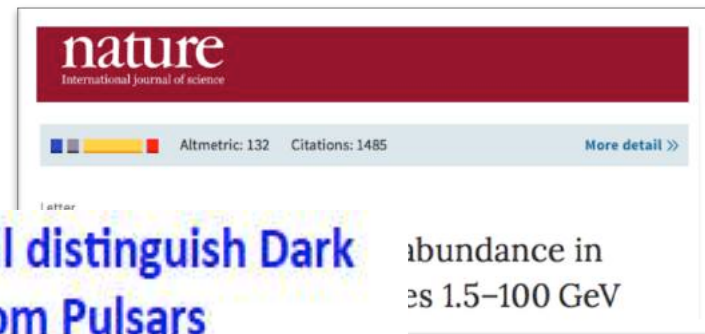 nature
International journal of science
Altmetric: 132 Citations: 1485 More detail »
Letter
l distinguish Dark
om Pulsars
abundance in
es 1.5–100 GeV